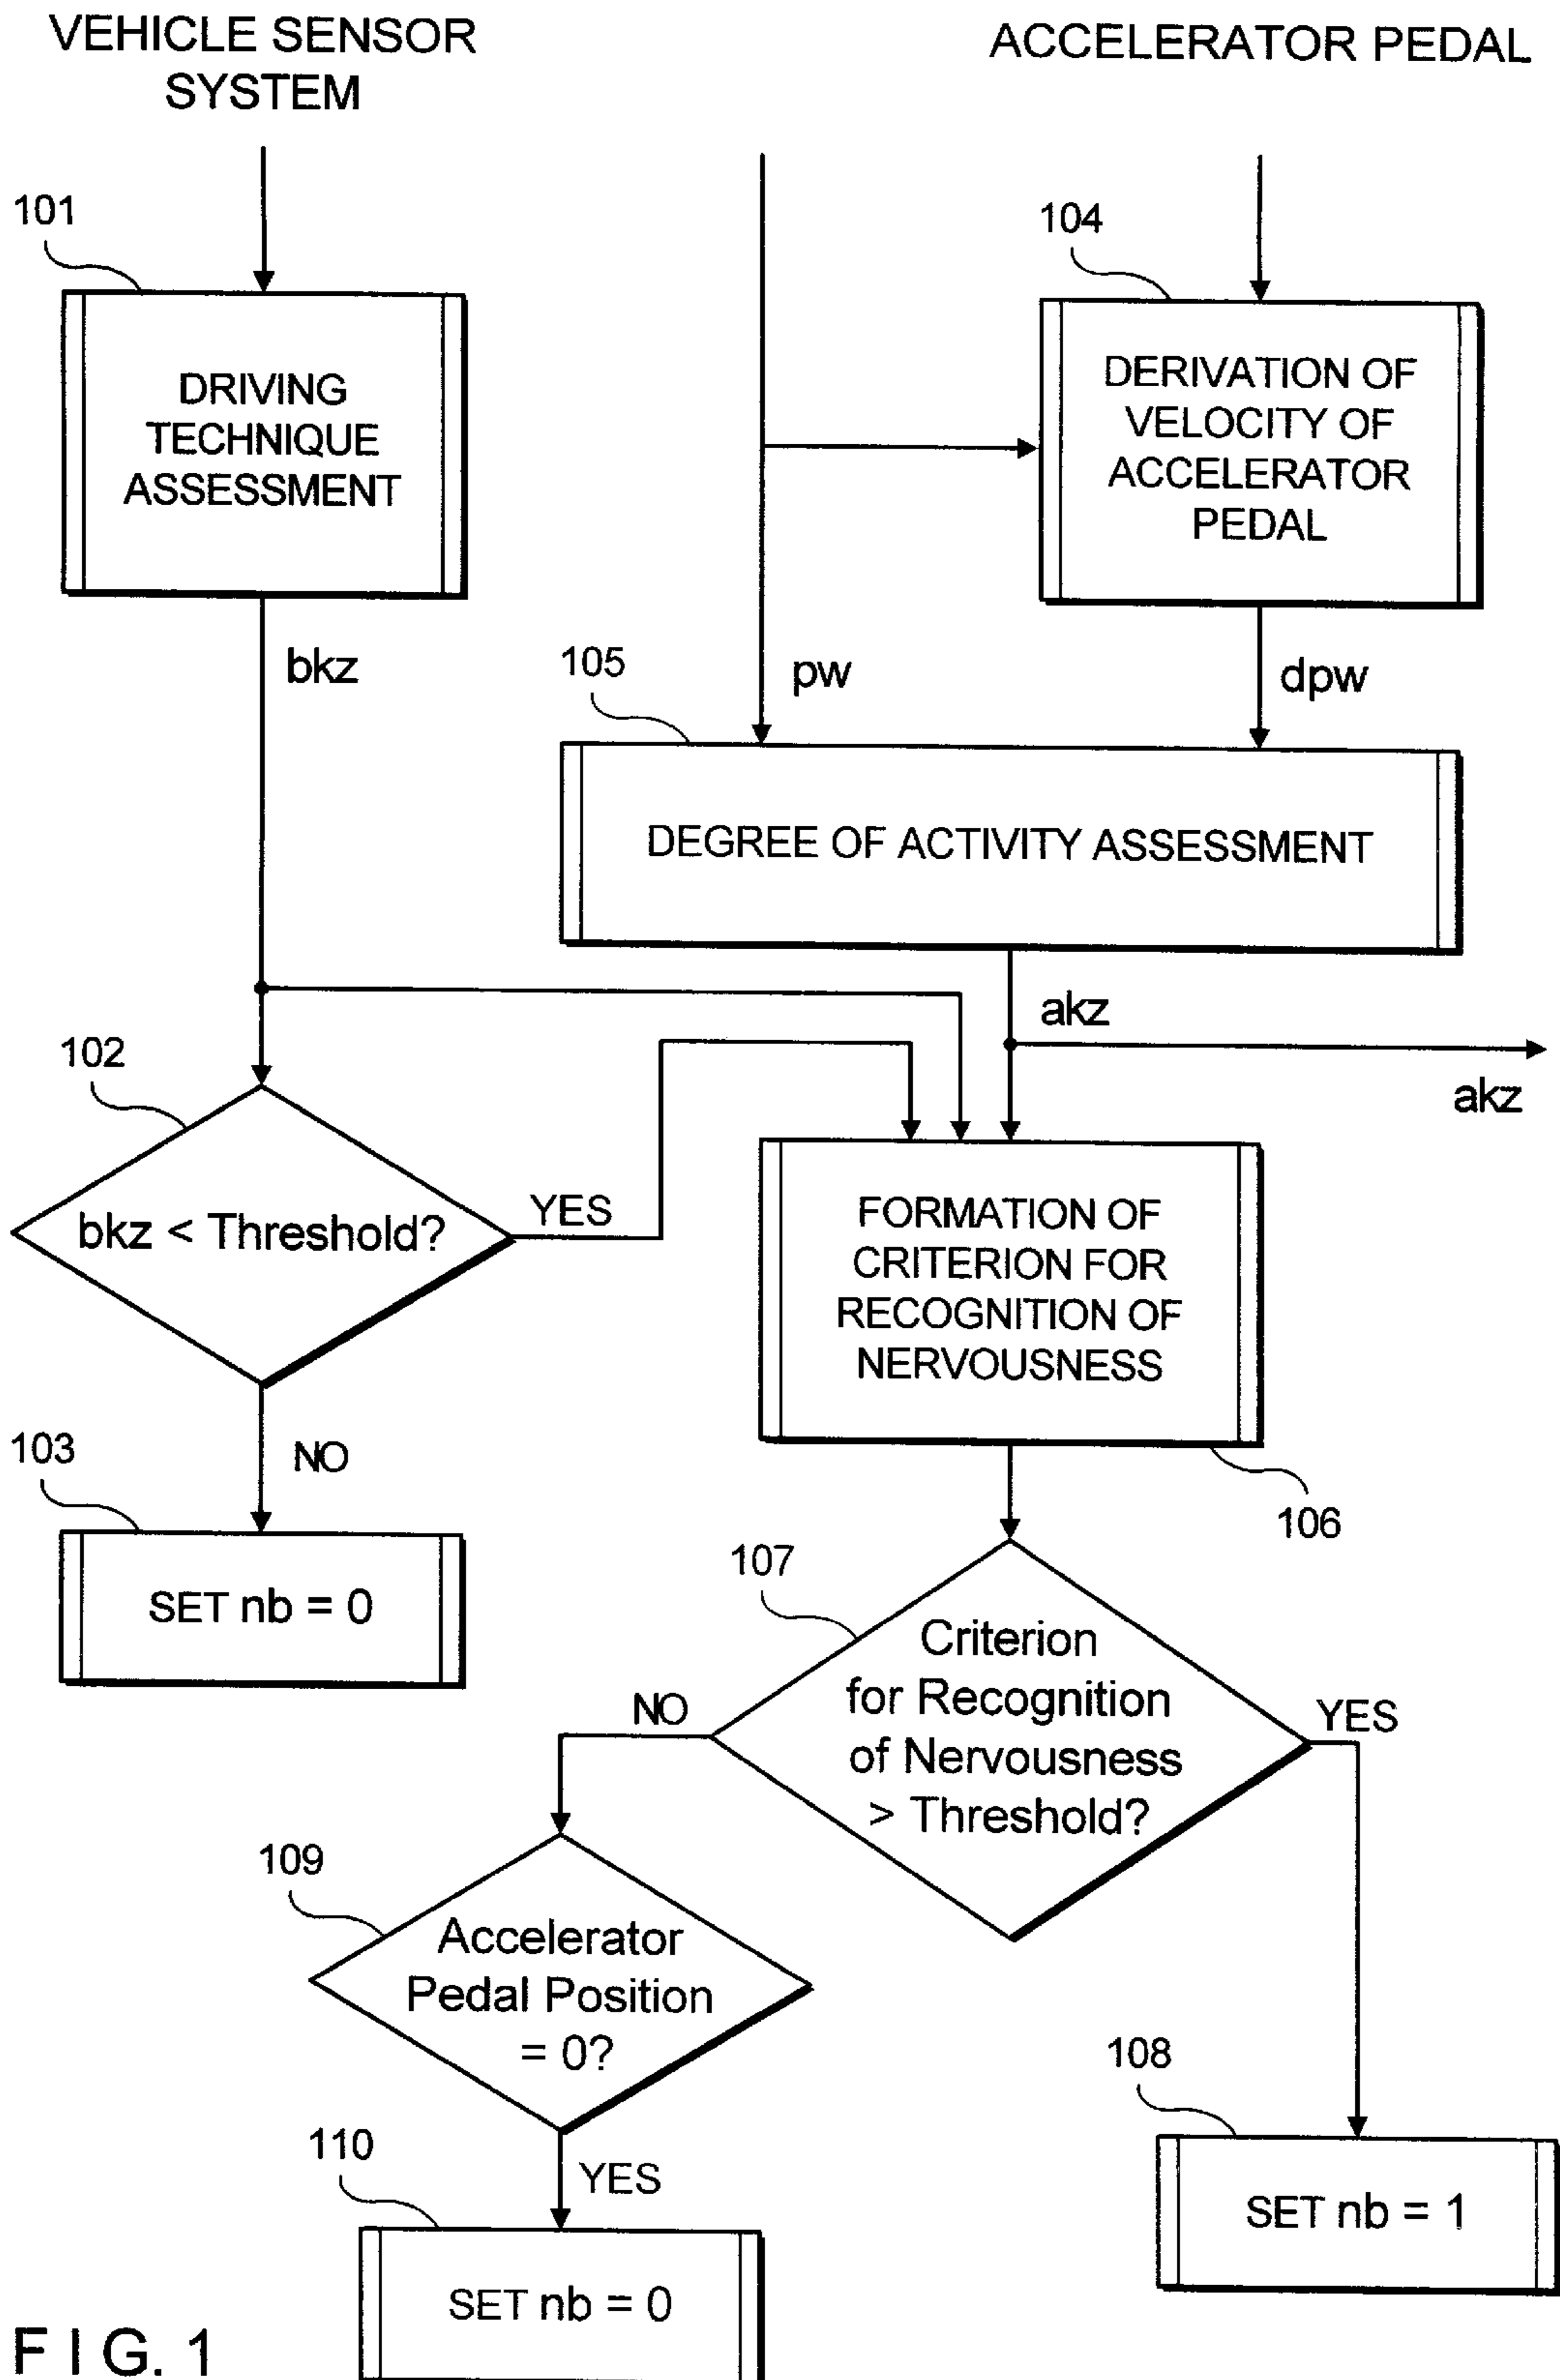 VEHICLE SENSOR
SYSTEM
ACCELERATOR PEDAL
101
104
DRIVING
TECHNIQUE
ASSESSMENT
DERIVATION OF
VELOCITY OF
ACCELERATOR
PEDAL
bkz
105
pw
dpw
DEGREE OF ACTIVITY ASSESSMENT
akz
akz
102
bkz < Threshold?
YES
FORMATION OF
CRITERION FOR
RECOGNITION OF
NERVOUSNESS
NO
103
106
SET nb = 0
107
Criterion
for Recognition
of Nervousness
> Threshold?
NO
YES
109
Accelerator
Pedal Position
= 0?
108
110
YES
SET nb = 1
SET nb = 0
FIG. 1